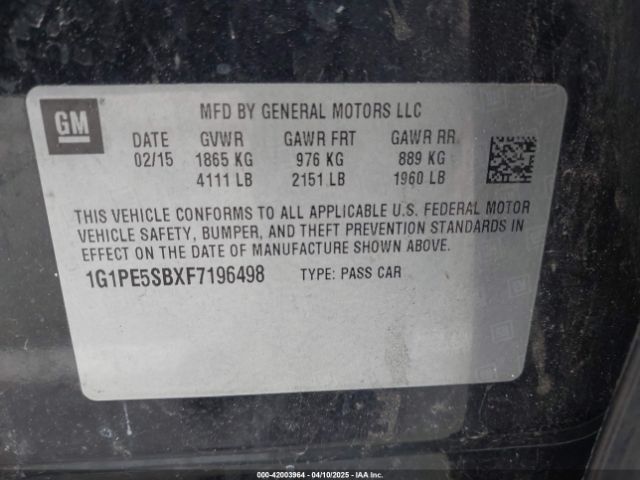 GM
MFD BY GENERAL MOTORS LLC
DATE GVWR GAWR FRT GAWR RR
02/15 1865 KG 976 KG 889 KG
4111 LB 2151 LB 1960 LB
THIS VEHICLE CONFORMS TO ALL APPLICABLE U.S. FEDERAL MOTOR
VEHICLE SAFETY, BUMPER, AND THEFT PREVENTION STANDARDS IN
EFFECT ON THE DATE OF MANUFACTURE SHOWN ABOVE.
1G1PE5SBXF7196498 TYPE: PASS CAR
000-42003964 - 04/10/2025 - IAA Inc.